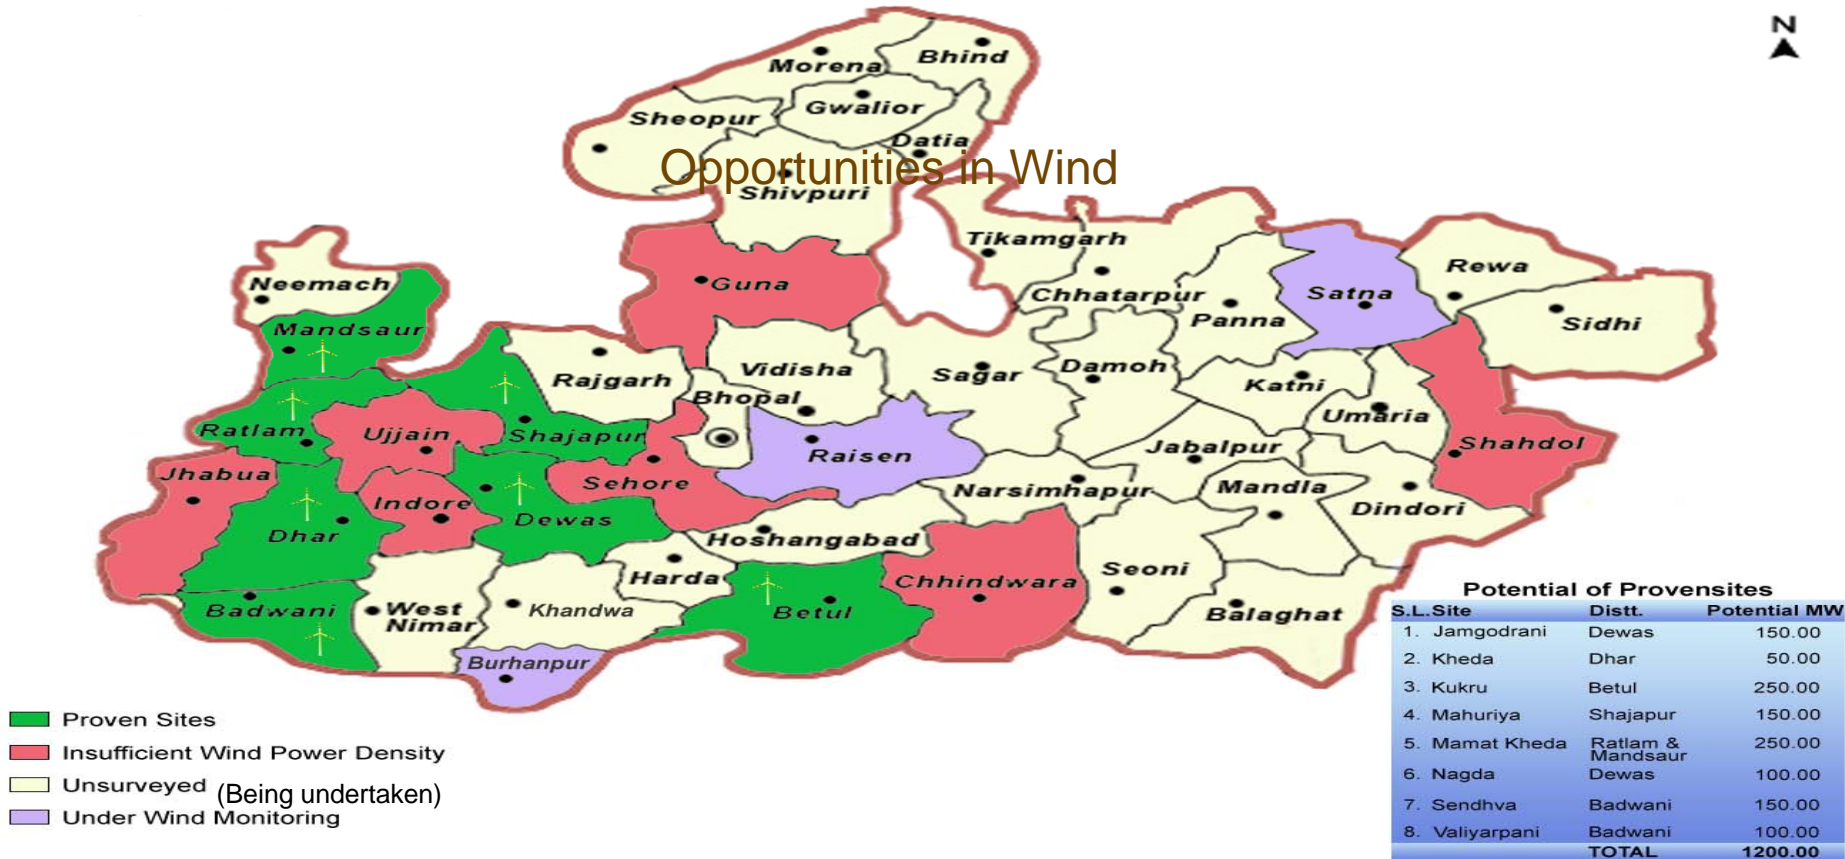 N
Morena
Bhind
Gwalior
Sheopur
Datia
Opportunities in Wind
Shivpuri
Tikamgarh
Rewa
Neemach
Guna
Chhatarpur
Satna
Panna
Sidhi
Mandsaur
Vidisha
Rajgarh
Sagar
Damoh
Katni
Bhopal
Umaria
Ratlam
Ujjain
Shajapur
Raisen
Jabalpur
Shahdol
Jhabua
Sehore
Narsimhapur
Mandla
Indore
Dewas
Dindori
Dhar
Hoshangabad
Harda
Chhindwara
Seoni
Badwani
West
Nimar
Khandwa
Betul
Balaghat
Burhanpur
Proven Sites
Insufficient Wind Power Density
Unsurveyed (Being undertaken)
Under Wind Monitoring
Potential of Provensites
S.L. Site Distt. Potential MW
1. Jamgodrani Dewas 150.00
2. Kheda Dhar 50.00
3. Kukru Betul 250.00
4. Mahuriya Shajapur 150.00
5. Mamat Kheda Ratlam & 250.00
Mandsaur
6. Nagda Dewas 100.00
7. Sendhva Badwani 150.00
8. Valiyarpani Badwani 100.00
TOTAL 1200.00